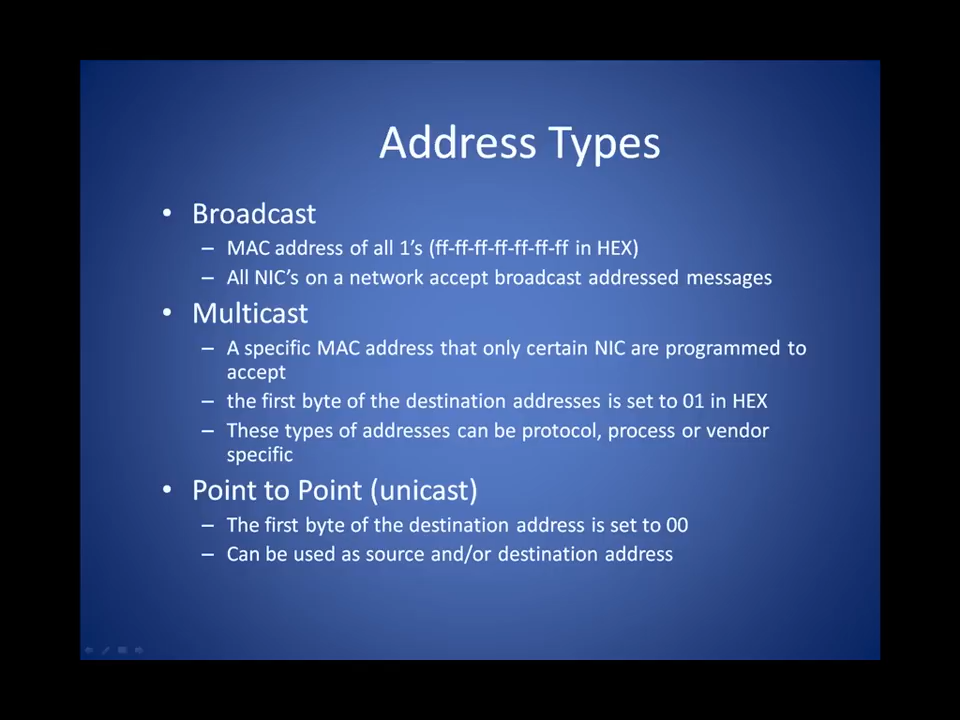 Address Types
• Broadcast
– MAC address of all 1's (ff-ff-ff-ff-ff-ff-ff in HEX)
– All NIC's on a network accept broadcast addressed messages
• Multicast
– A specific MAC address that only certain NIC are programmed to
accept
– the first byte of the destination addresses is set to 01 in HEX
– These types of addresses can be protocol, process or vendor
specific
• Point to Point (unicast)
– The first byte of the destination address is set to 00
– Can be used as source and/or destination address